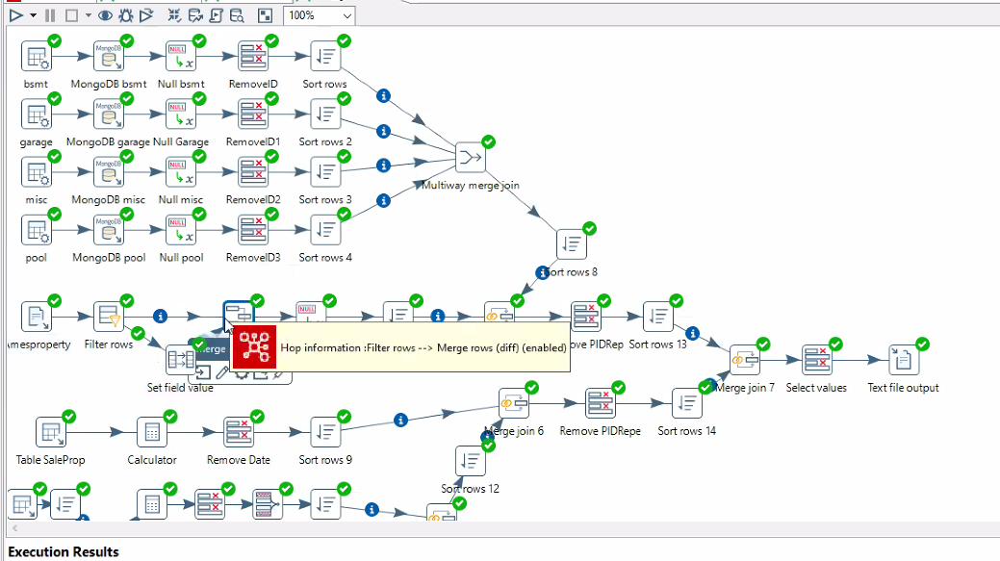 100%
bsmt MongoDB bsmt Null bsmt RemoveID Sort rows
garage MongoDB garage Null Garage RemoveID1 Sort rows 2
Multiway merge join
misc MongoDB misc Null misc RemoveID2 Sort rows 3
pool MongoDB pool Null pool RemoveID3 Sort rows 4
Sort rows 8
Amesproperty Filter rows
Hop information :Filter rows --> Merge rows (diff) (enabled)
ve PIDRep Sort rows 13
Merge
Set field value
Merge join 7 Select values Text file output
Merge join 6 Remove PIDRepe Sort rows 14
Table SaleProp Calculator Remove Date Sort rows 9
Sort rows 12
Execution Results